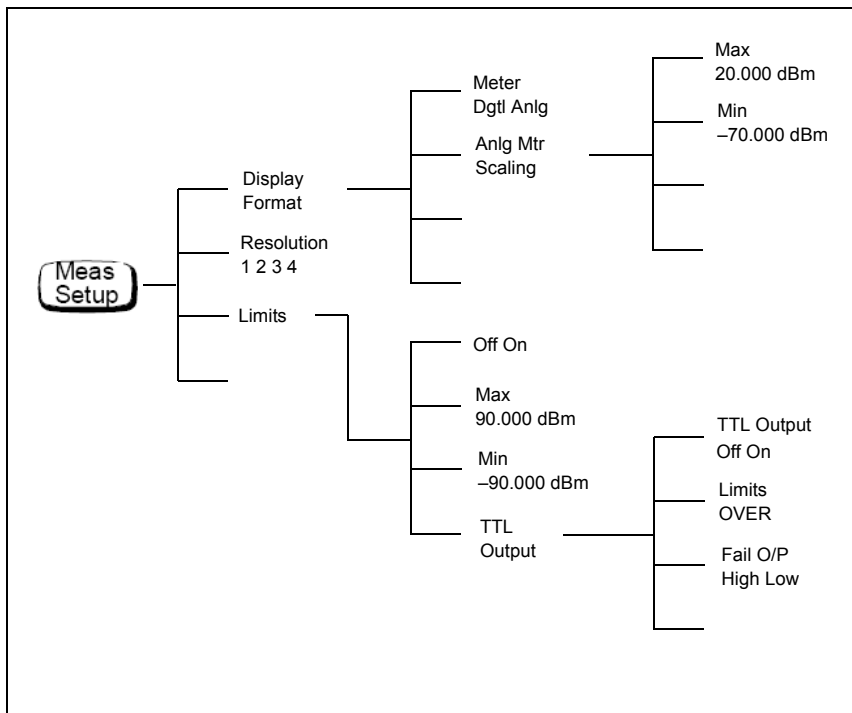 Meas
Setup
Display
Format
Resolution
1 2 3 4
Limits
Meter
Dgtl Anlg
Anlg Mtr
Scaling
Max
20.000 dBm
Min
–70.000 dBm
Off On
Max
90.000 dBm
Min
–90.000 dBm
TTL
Output
TTL Output
Off On
Limits
OVER
Fail O/P
High Low